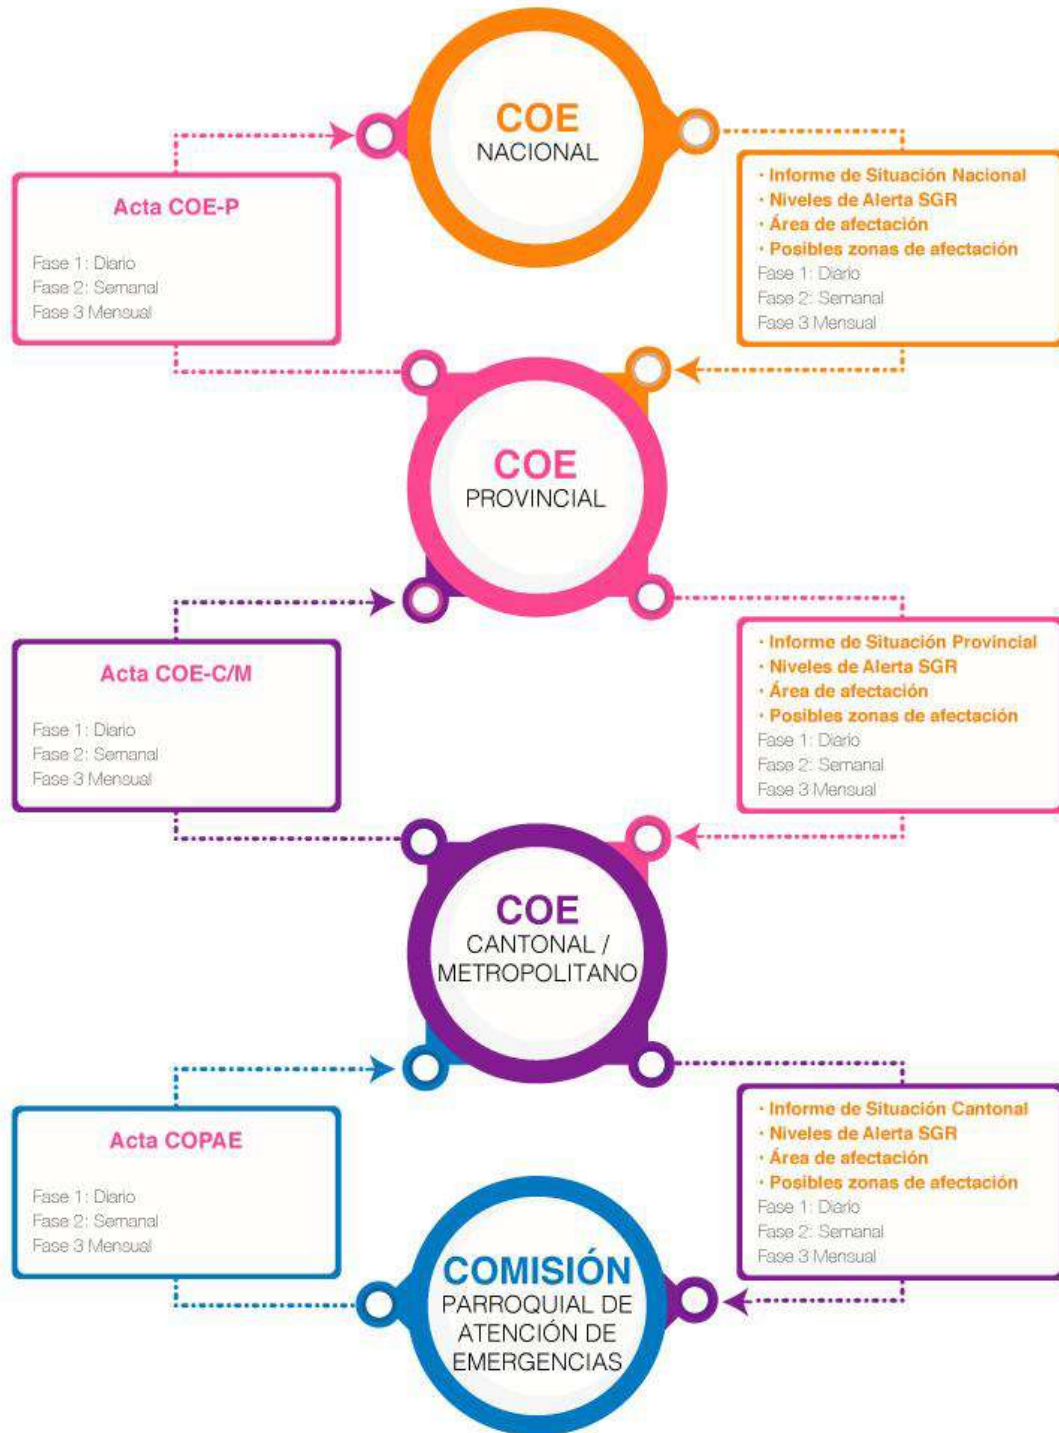 COE
NACIONAL
Acta COE-P
Fase 1: Diario
Fase 2: Semanal
Fase 3 Mensual
· Informe de Situación Nacional
· Niveles de Alerta SGR
· Área de afectación
· Posibles zonas de afectación
Fase 1: Diario
Fase 2: Semanal
Fase 3 Mensual
COE
PROVINCIAL
Acta COE-C/M
Fase 1: Diario
Fase 2: Semanal
Fase 3 Mensual
· Informe de Situación Provincial
· Niveles de Alerta SGR
· Área de afectación
· Posibles zonas de afectación
Fase 1: Diario
Fase 2: Semanal
Fase 3 Mensual
COE
CANTONAL /
METROPOLITANO
Acta COPAE
Fase 1: Diario
Fase 2: Semanal
Fase 3 Mensual
· Informe de Situación Cantonal
· Niveles de Alerta SGR
· Área de afectación
· Posibles zonas de afectación
Fase 1: Diario
Fase 2: Semanal
Fase 3 Mensual
COMISIÓN
PARROQUIAL DE
ATENCIÓN DE
EMERGENCIAS